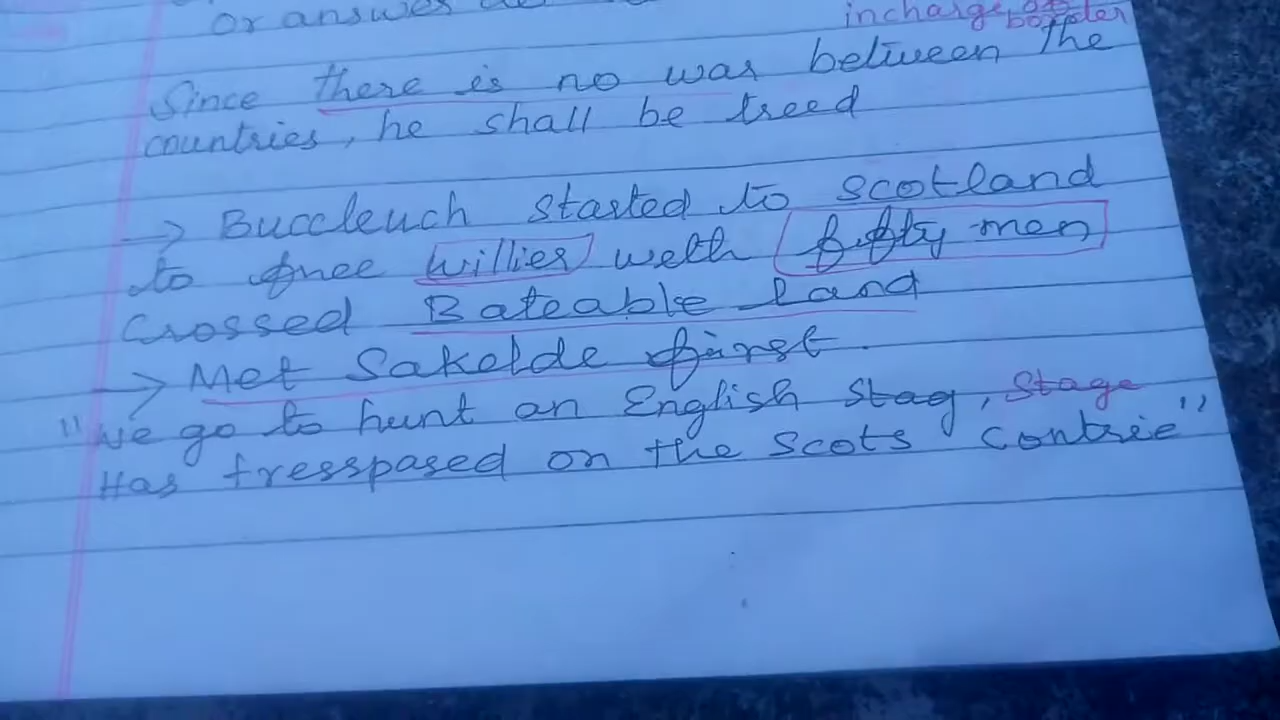 or answer
incharge of
border
Since there is no war between the
countries, he shall be freed
→ Buccleuch started to Scotland
to free Willies with fifty men
Crossed Bateable Land
→ Met Sakelde first.
"We go to hunt an English Stag, Stage
Has tresspased on the Scots Contrie"